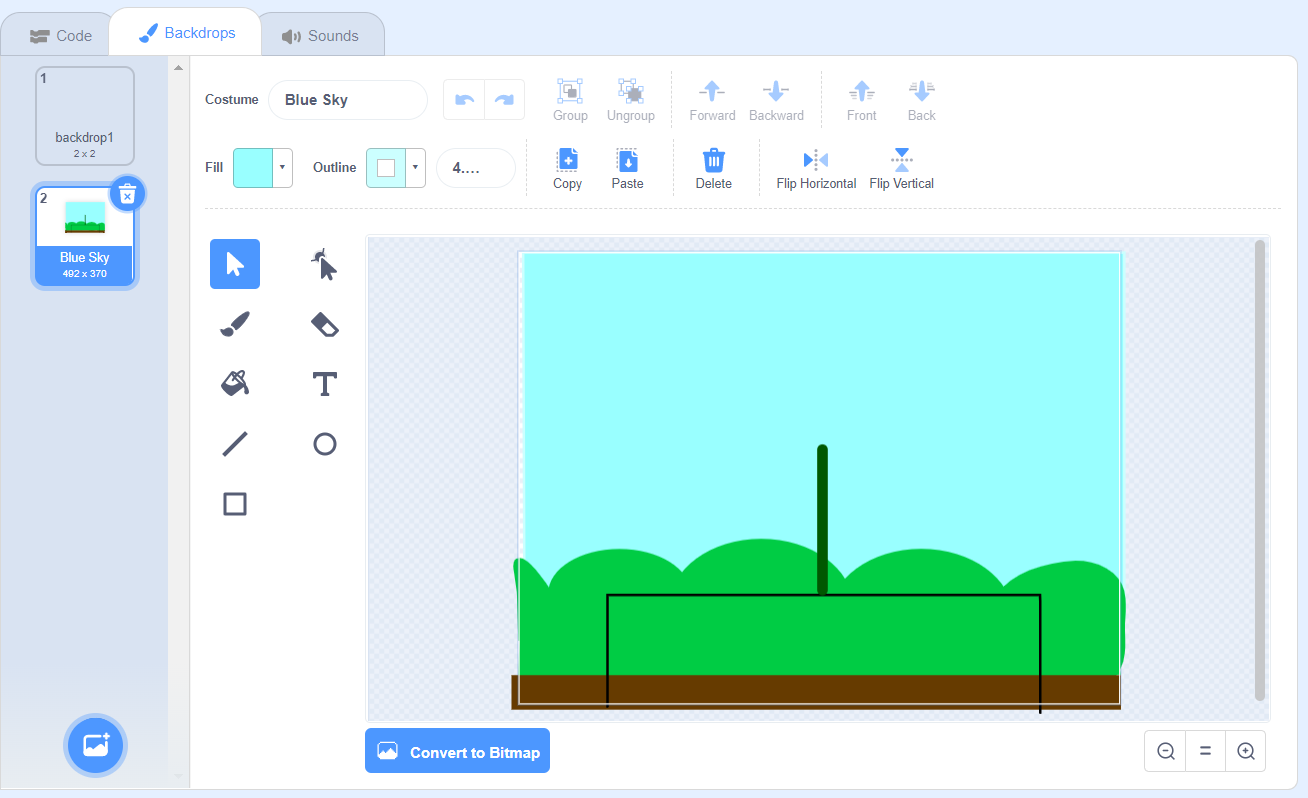 Code
Backdrops
Sounds
1
backdrop1
2 x 2
2
Blue Sky
492 x 370
Costume
Blue Sky
Group
Ungroup
Forward
Backward
Front
Back
Fill
Outline
4....
Copy
Paste
Delete
Flip Horizontal
Flip Vertical
T
Convert to Bitmap